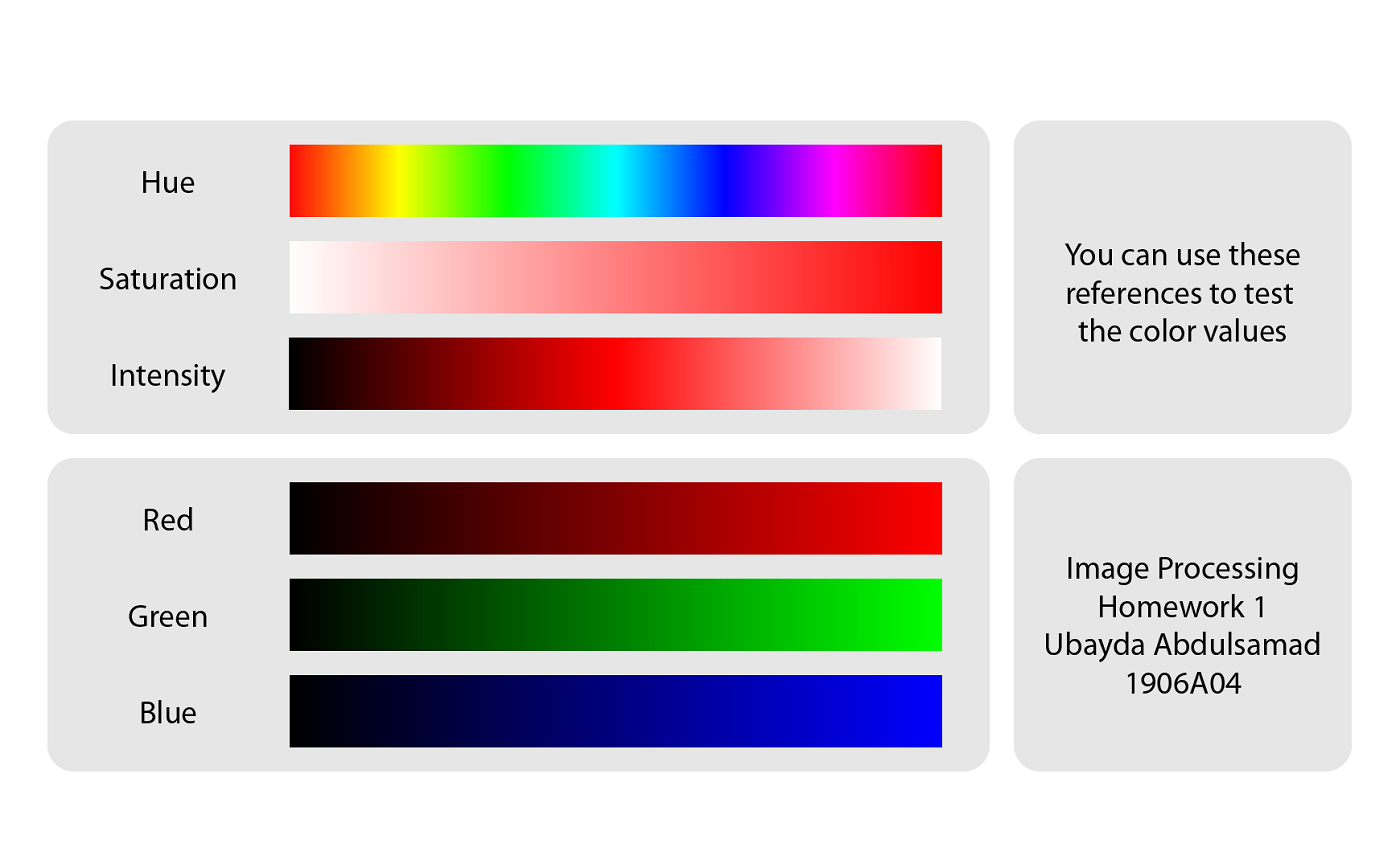 Hue
Saturation
Intensity
You can use these
references to test
the color values
Red
Green
Blue
Image Processing
Homework 1
Ubayda Abdulsamad
1906A04